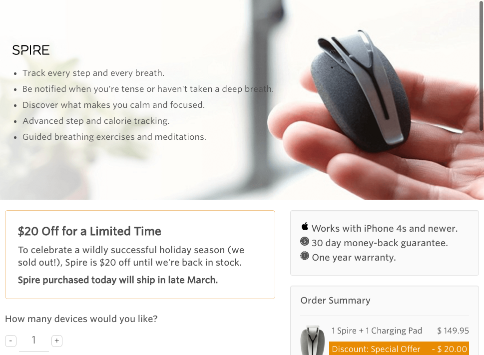 SPIRE
• Track every step and every breath.
• Be notified when you're tense or haven't taken a deep breath.
• Discover what makes you calm and focused.
• Advanced step and calorie tracking.
• Guided breathing exercises and meditations.
$20 Off for a Limited Time
To celebrate a wildly successful holiday season (we
sold out!), Spire is $20 off until we're back in stock.
Spire purchased today will ship in late March.
How many devices would you like?
- 1 +
Works with iPhone 4s and newer.
30 day money-back guarantee.
One year warranty.
Order Summary
1 Spire + 1 Charging Pad $ 149.95
Discount: Special Offer - $ 20.00